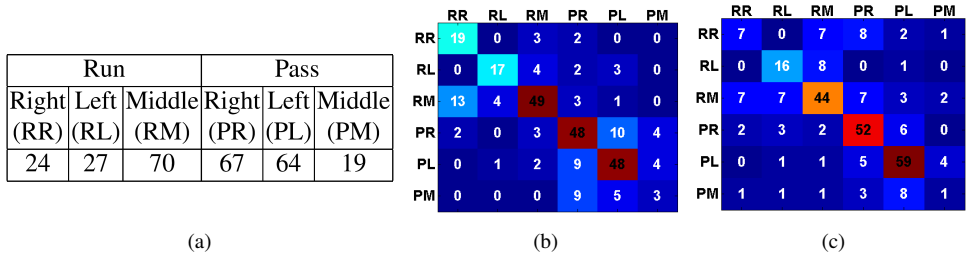 Run Pass
Right Left Middle Right Left Middle
(RR) (RL) (RM) (PR) (PL) (PM)
24 27 70 67 64 19
(a)
RR RL RM PR PL PM
RR 19 0 3 2 0 0
RL 0 17 4 2 3 0
RM 13 4 49 3 1 0
PR 2 0 3 48 10 4
PL 0 1 2 9 48 4
PM 0 0 0 9 5 3
(b)
RR RL RM PR PL PM
RR 7 0 7 8 2 1
RL 0 16 8 0 1 0
RM 7 7 44 7 3 2
PR 2 3 2 52 6 0
PL 0 1 1 5 59 4
PM 1 1 1 3 8 1
(c)